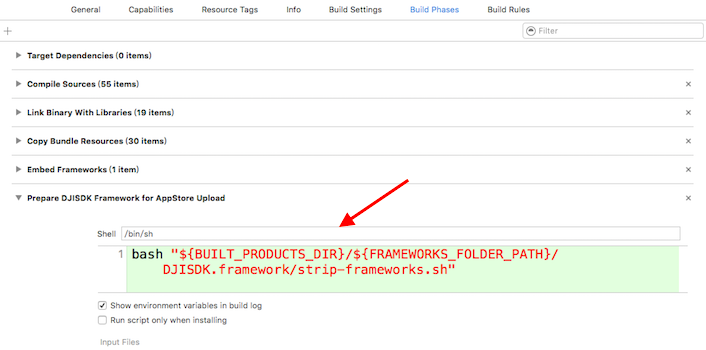 General Capabilities Resource Tags Info Build Settings Build Phases Build Rules
Filter
Target Dependencies (0 items)
Compile Sources (55 items)
Link Binary With Libraries (19 items)
Copy Bundle Resources (30 items)
Embed Frameworks (1 item)
Prepare DJISDK Framework for AppStore Upload
Shell /bin/sh
1 bash "${BUILT_PRODUCTS_DIR}/${FRAMEWORKS_FOLDER_PATH}/
DJISDK.framework/strip-frameworks.sh"
Show environment variables in build log
Run script only when installing
Input Files